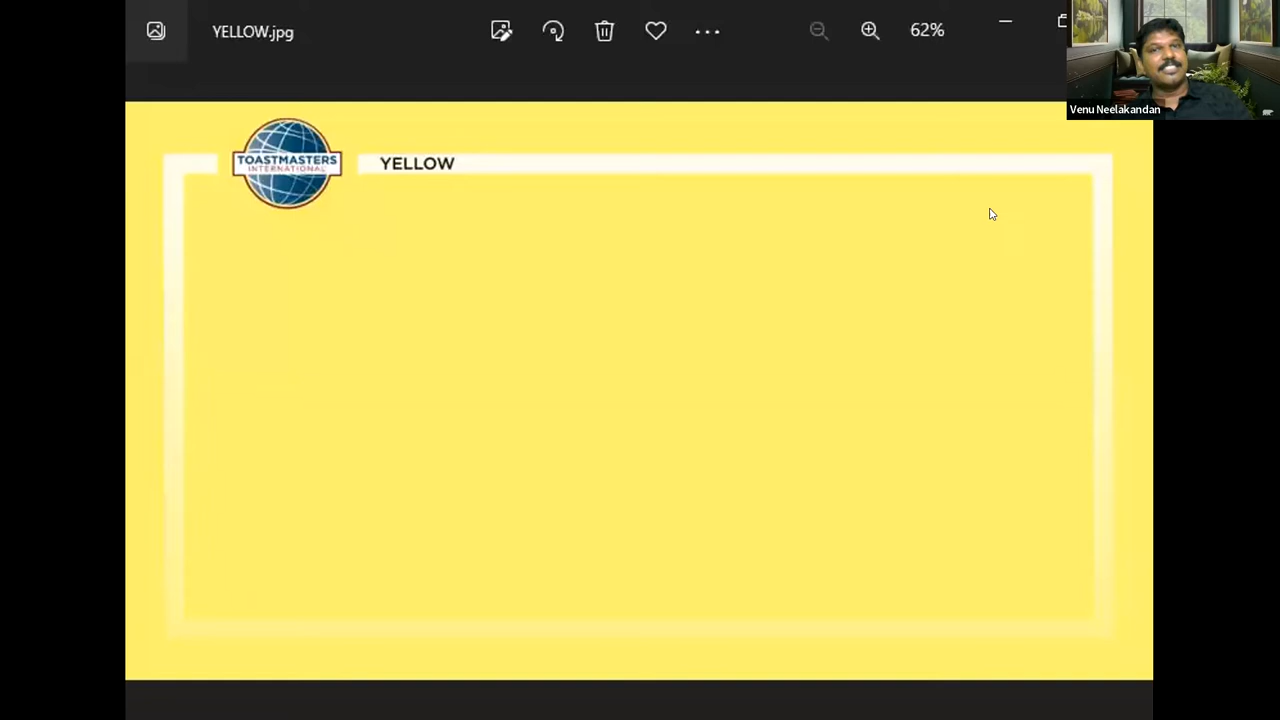 YELLOW.jpg
62%
Venu Neelakandan
TOASTMASTERS
INTERNATIONAL
YELLOW